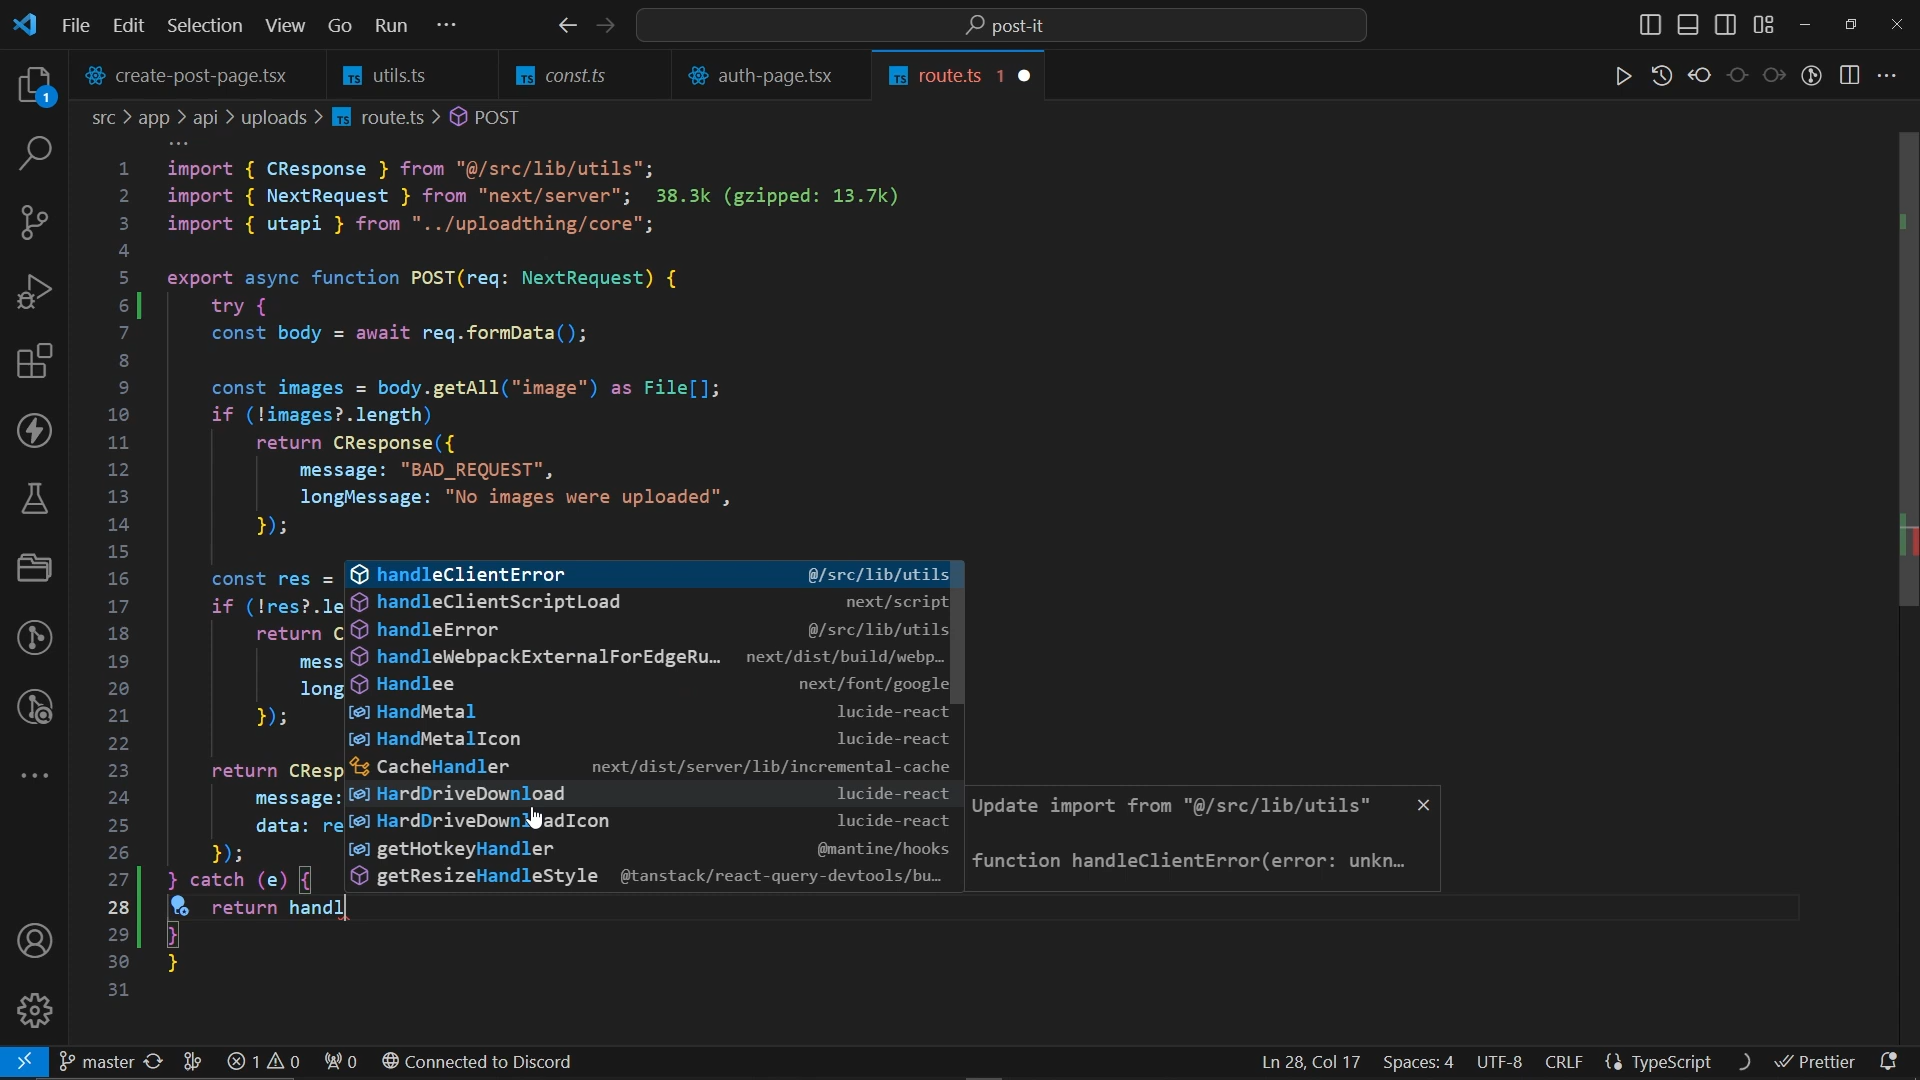 File Edit Selection View Go Run ··· post-it
create-post-page.tsx TS utils.ts TS const.ts auth-page.tsx TS route.ts 1
1
src > app > api > uploads > TS route.ts > POST
...
1 import { CResponse } from "@/src/lib/utils";
2 import { NextRequest } from "next/server"; 38.3k (gzipped: 13.7k)
3 import { utapi } from "../uploadthing/core";
4
5 export async function POST(req: NextRequest) {
6 try {
7 const body = await req.formData();
8
9 const images = body.getAll("image") as File[];
10 if (!images?.length)
11 return CResponse({
12 message: "BAD_REQUEST",
13 longMessage: "No images were uploaded",
14 });
15
16 const res =
17 if (!res?.le
18 return C
19 mess
20 long
21 });
22
23 return CResp
24 message:
25 data: re
26 });
27 } catch (e) {
28 return handl
29 }
30 }
31
handleClientError @/src/lib/utils
handleClientScriptLoad next/script
handleError @/src/lib/utils
handleWebpackExternalForEdgeRu… next/dist/build/webp…
Handlee next/font/google
HandMetal lucide-react
HandMetalIcon lucide-react
CacheHandler next/dist/server/lib/incremental-cache
HardDriveDownload lucide-react
HardDriveDownloadIcon lucide-react
getHotkeyHandler @mantine/hooks
getResizeHandleStyle @tanstack/react-query-devtools/bu…
Update import from "@/src/lib/utils"
function handleClientError(error: unkn…
master 1 0 0 Connected to Discord Ln 28, Col 17 Spaces: 4 UTF-8 CRLF TypeScript Prettier